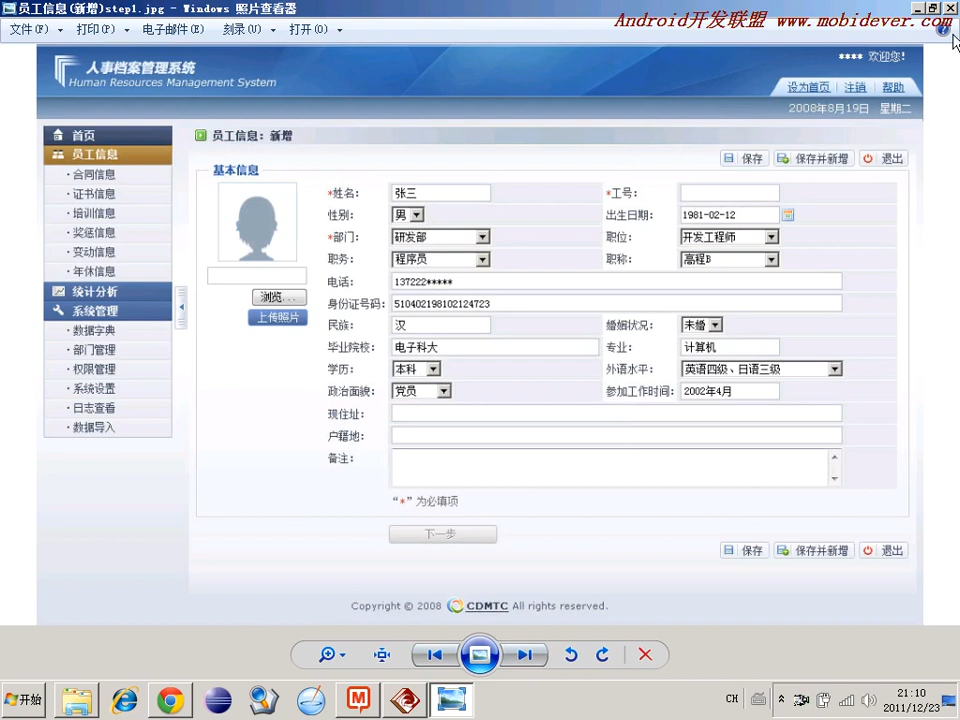 员工信息(新增)step1.jpg - Windows 照片查看器
Android开发联盟 www.mobidever.com
文件(F) 打印(P) 电子邮件(E) 刻录(U) 打开(O)
人事档案管理系统
Human Resources Management System
**** 欢迎您!
设为首页 注销 帮助
2008年8月19日 星期二
首页
员工信息
·合同信息
·证书信息
·培训信息
·奖惩信息
·变动信息
·年休信息
统计分析
系统管理
·数据字典
·部门管理
·权限管理
·系统设置
·日志查看
·数据导入
员工信息：新增
保存 保存并新增 退出
基本信息
*姓名： 张三 *工号：
性别： 男 出生日期： 1981-02-12
*部门： 研发部 职位： 开发工程师
职务： 程序员 职称： 高程B
电话： 137222*****
浏览...
身份证号码： 510402198102124723
上传照片
民族： 汉 婚姻状况： 未婚
毕业院校： 电子科大 专业： 计算机
学历： 本科 外语水平： 英语四级、日语三级
政治面貌： 党员 参加工作时间： 2002年4月
现住址：
户籍地：
备注：
“*”为必填项
下一步
保存 保存并新增 退出
Copyright © 2008 CDMTC All rights reserved.
开始
CH
21:10
2011/12/23